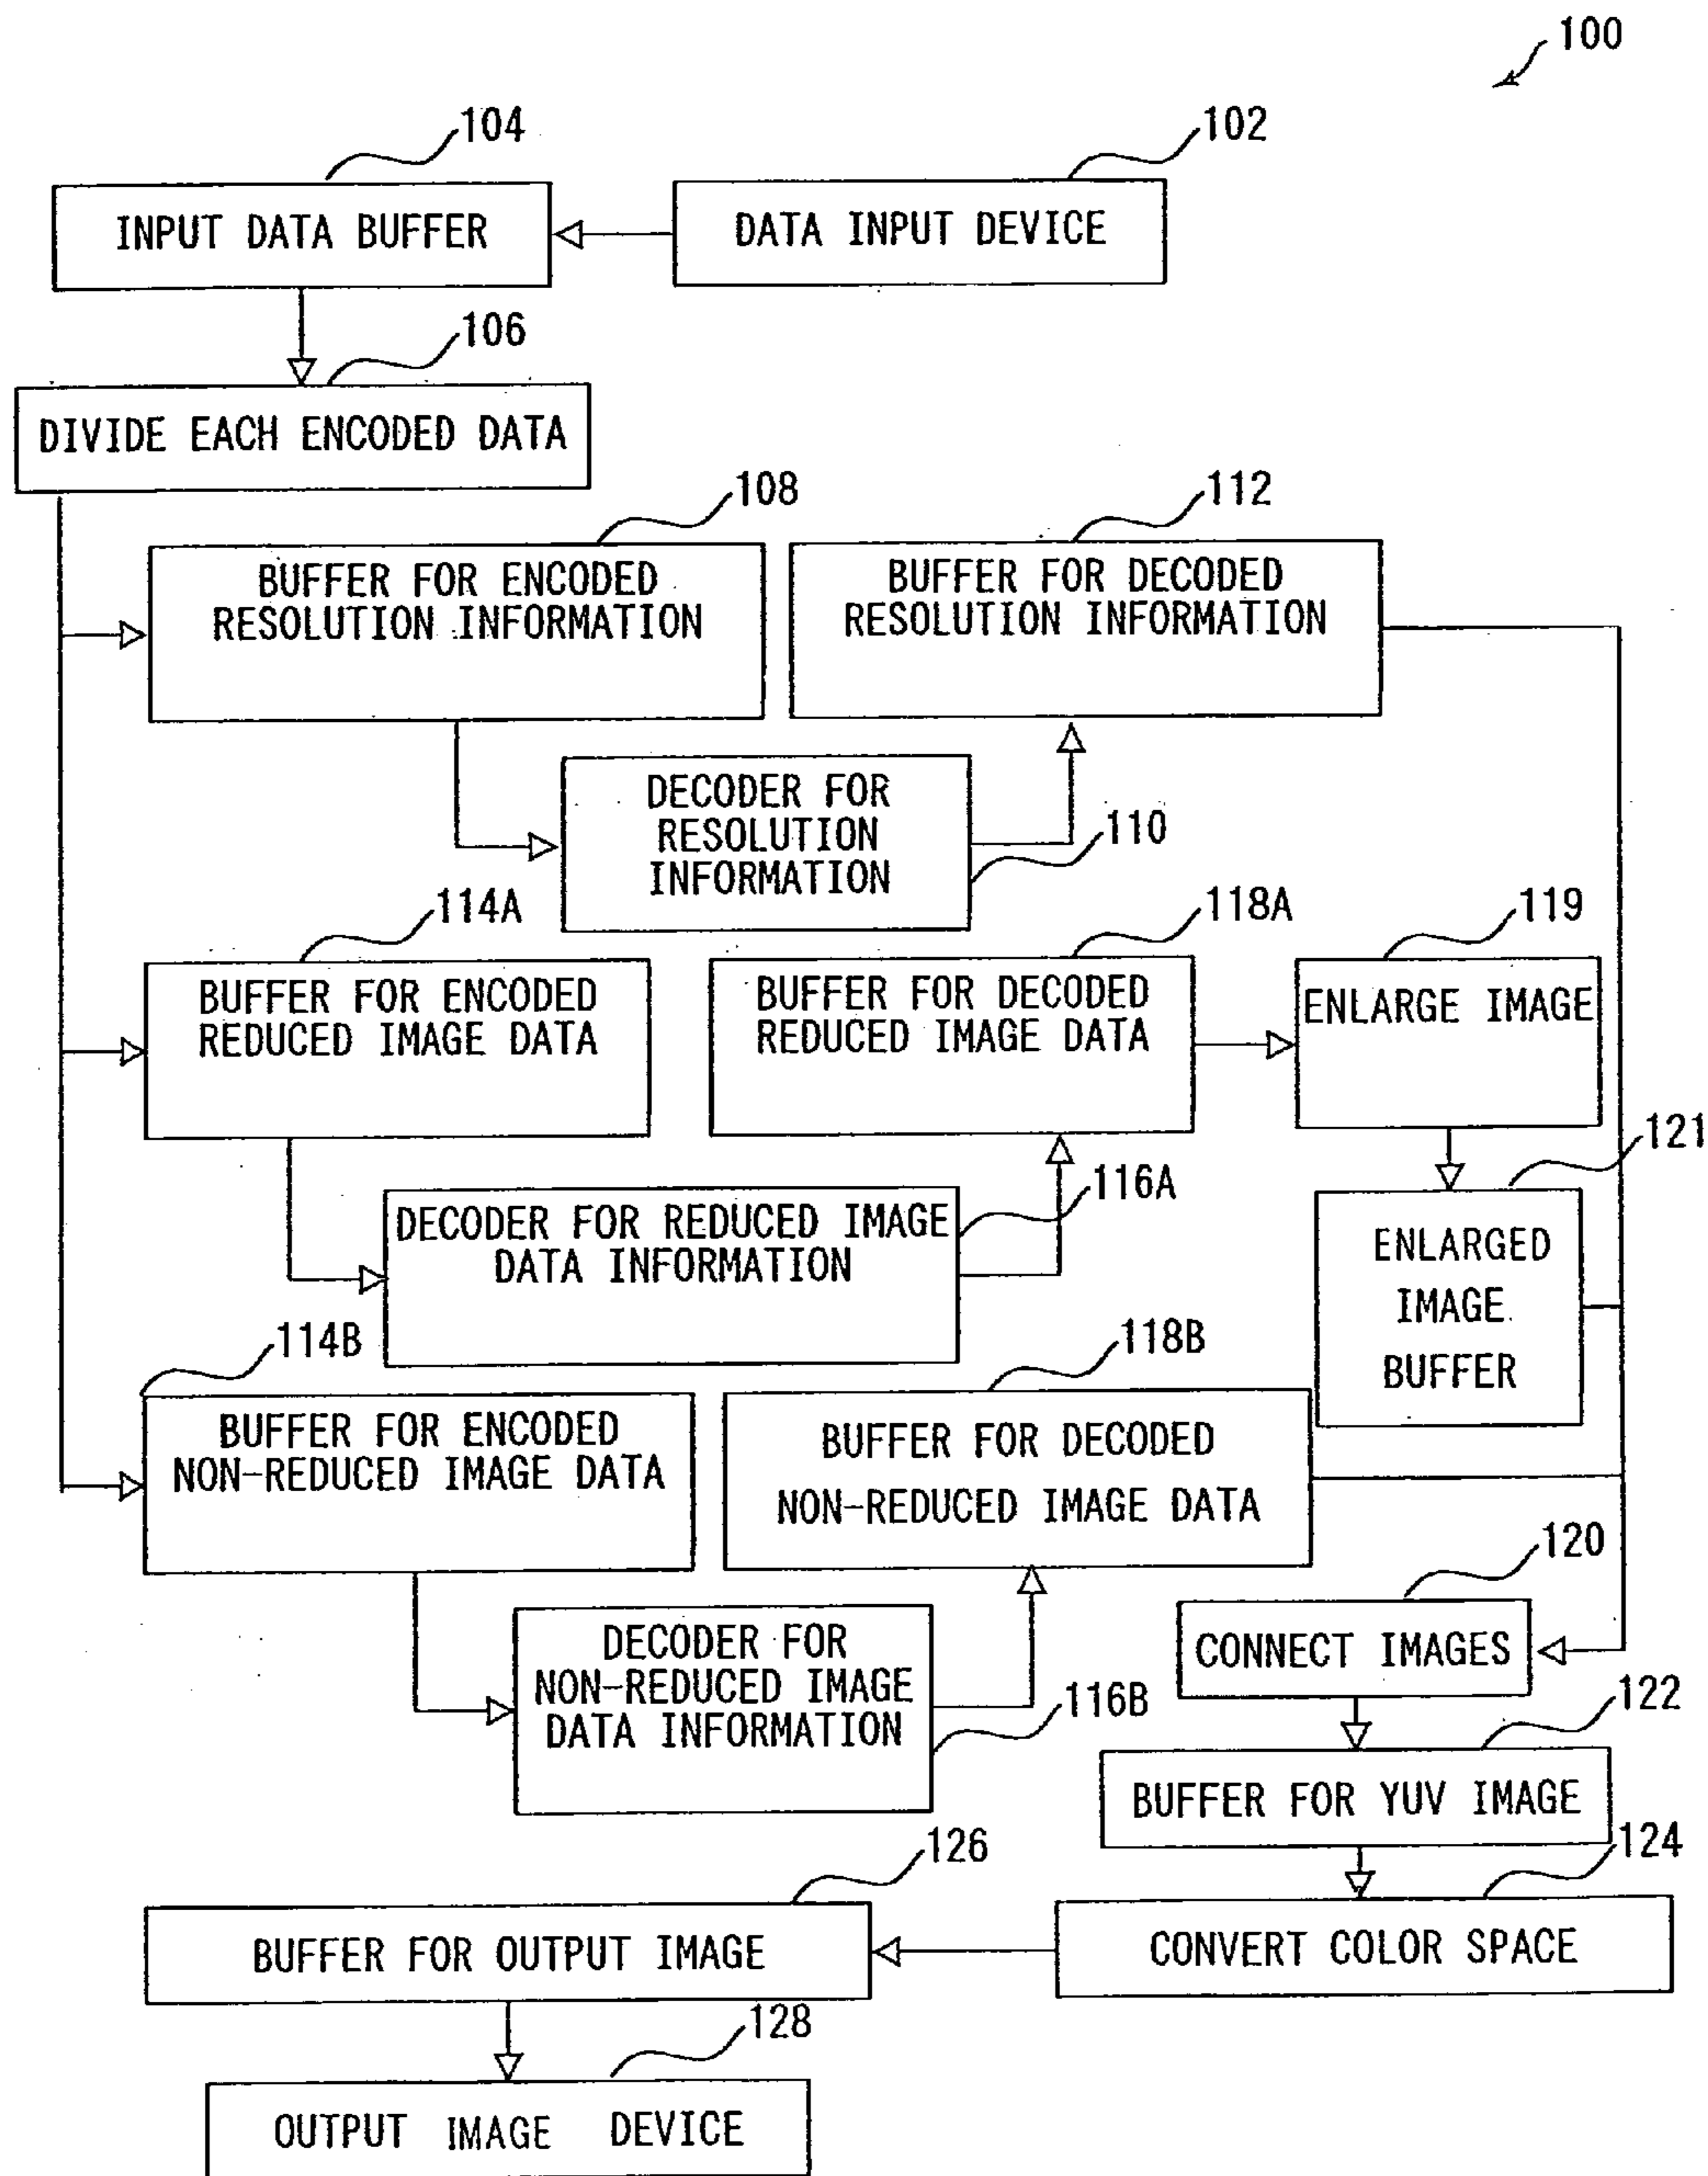 100
104
102
INPUT DATA BUFFER
DATA INPUT DEVICE
106
DIVIDE EACH ENCODED DATA
108
112
BUFFER FOR ENCODED
RESOLUTION INFORMATION
BUFFER FOR DECODED
RESOLUTION INFORMATION
DECODER FOR
RESOLUTION
INFORMATION
110
114A
118A
119
BUFFER FOR ENCODED
REDUCED IMAGE DATA
BUFFER FOR DECODED
REDUCED IMAGE DATA
ENLARGE IMAGE
121
116A
DECODER FOR REDUCED IMAGE
DATA INFORMATION
ENLARGED
IMAGE
BUFFER
114B
118B
BUFFER FOR ENCODED
NON-REDUCED IMAGE DATA
BUFFER FOR DECODED
NON-REDUCED IMAGE DATA
120
CONNECT IMAGES
DECODER FOR
NON-REDUCED IMAGE
DATA INFORMATION
116B
122
BUFFER FOR YUV IMAGE
126
124
BUFFER FOR OUTPUT IMAGE
CONVERT COLOR SPACE
128
OUTPUT IMAGE DEVICE